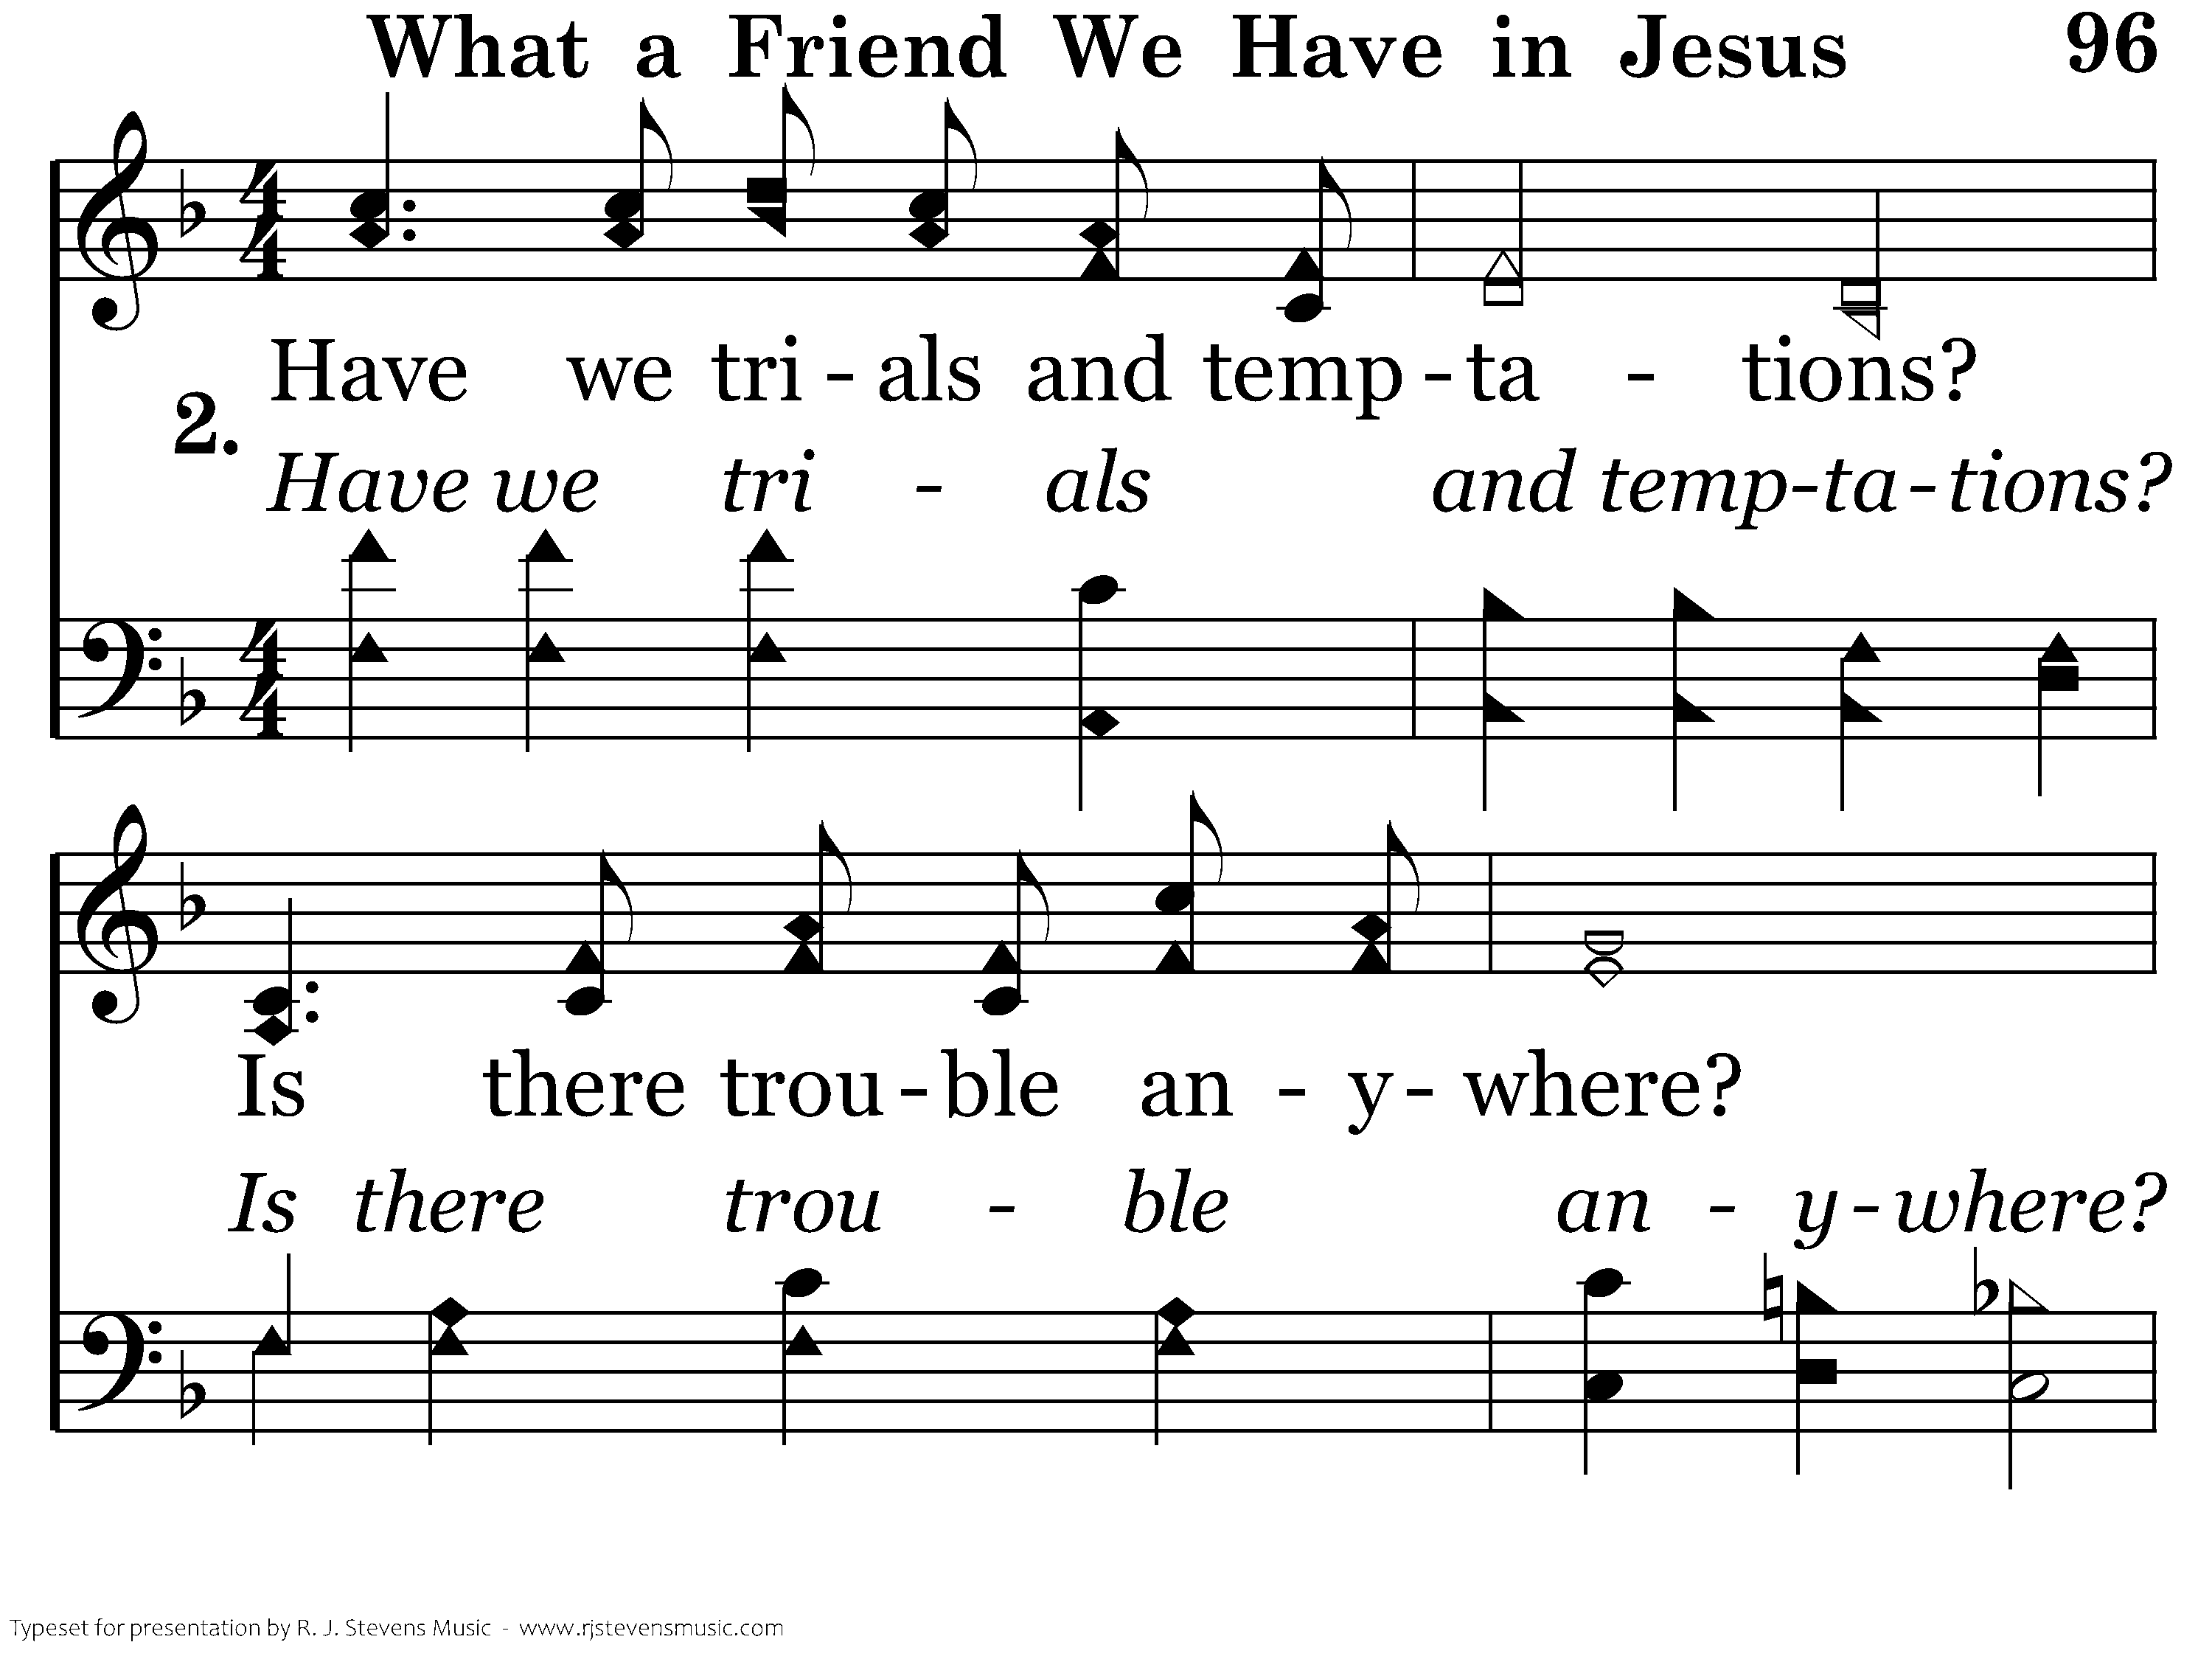 What a Friend We Have in Jesus 96
Have we tri - als and temp - ta - tions?
2.
Have we tri - als and temp - ta - tions?
Is there trou - ble an - y - where?
Is there trou - ble an - y - where?
Typeset for presentation by R. J. Stevens Music - www.rjstevensmusic.com